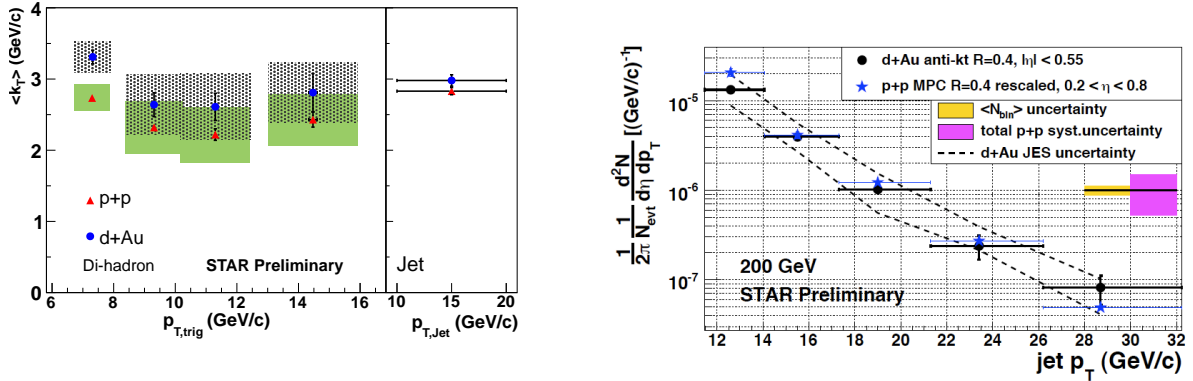 <k_T> (GeV/c)
4
3
2
1
0
p+p
d+Au
Di-hadron
STAR Preliminary
Jet
6 8 10 12 14 16 10 15 20
p_T,trig (GeV/c)
p_T,Jet (GeV/c)
1/2π 1/N_evt d²N/dη dp_T [(GeV/c)⁻¹]
10⁻⁵
10⁻⁶
10⁻⁷
d+Au anti-kt R=0.4, |η| < 0.55
p+p MPC R=0.4 rescaled, 0.2 < η < 0.8
<N_bin> uncertainty
total p+p syst.uncertainty
d+Au JES uncertainty
200 GeV
STAR Preliminary
12 14 16 18 20 22 24 26 28 30 32
jet p_T (GeV/c)